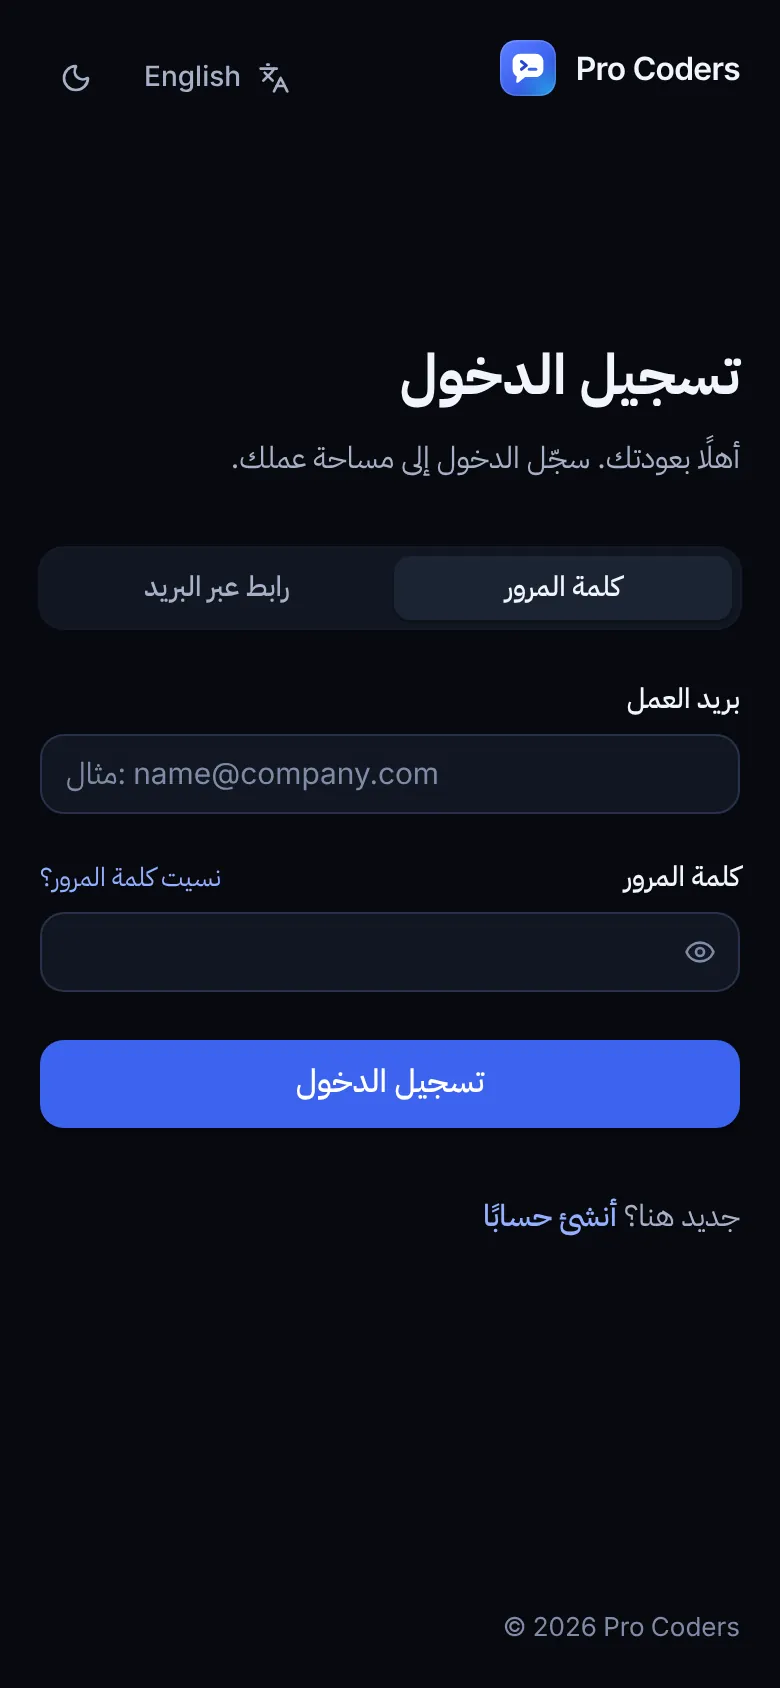 Pro Coders
English
تسجيل الدخول
أهلًا بعودتك. سجّل الدخول إلى مساحة عملك.
كلمة المرور
رابط عبر البريد
بريد العمل
مثال: name@company.com
كلمة المرور
نسيت كلمة المرور؟
تسجيل الدخول
جديد هنا؟ أنشئ حسابًا
© 2026 Pro Coders